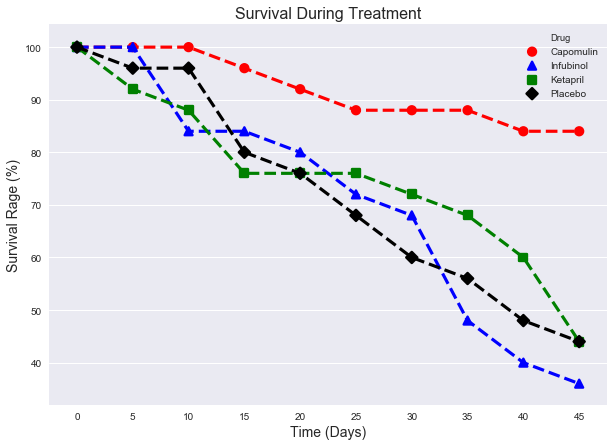 Survival During Treatment
Drug
Capomulin
Infubinol
Ketapril
Placebo
Survival Rage (%)
100
90
80
70
60
50
40
0 5 10 15 20 25 30 35 40 45
Time (Days)